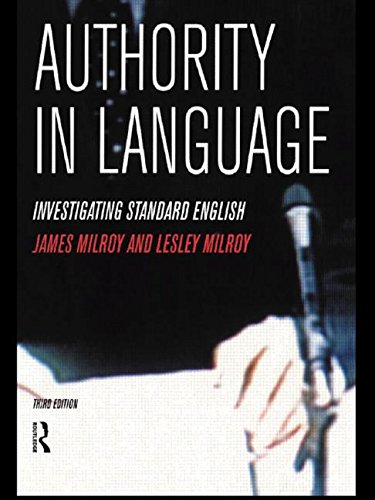 AUTHORITY
IN LANGUAGE
INVESTIGATING STANDARD ENGLISH
JAMES MILROY AND LESLEY MILROY
THIRD EDITION
ROUTLEDGE